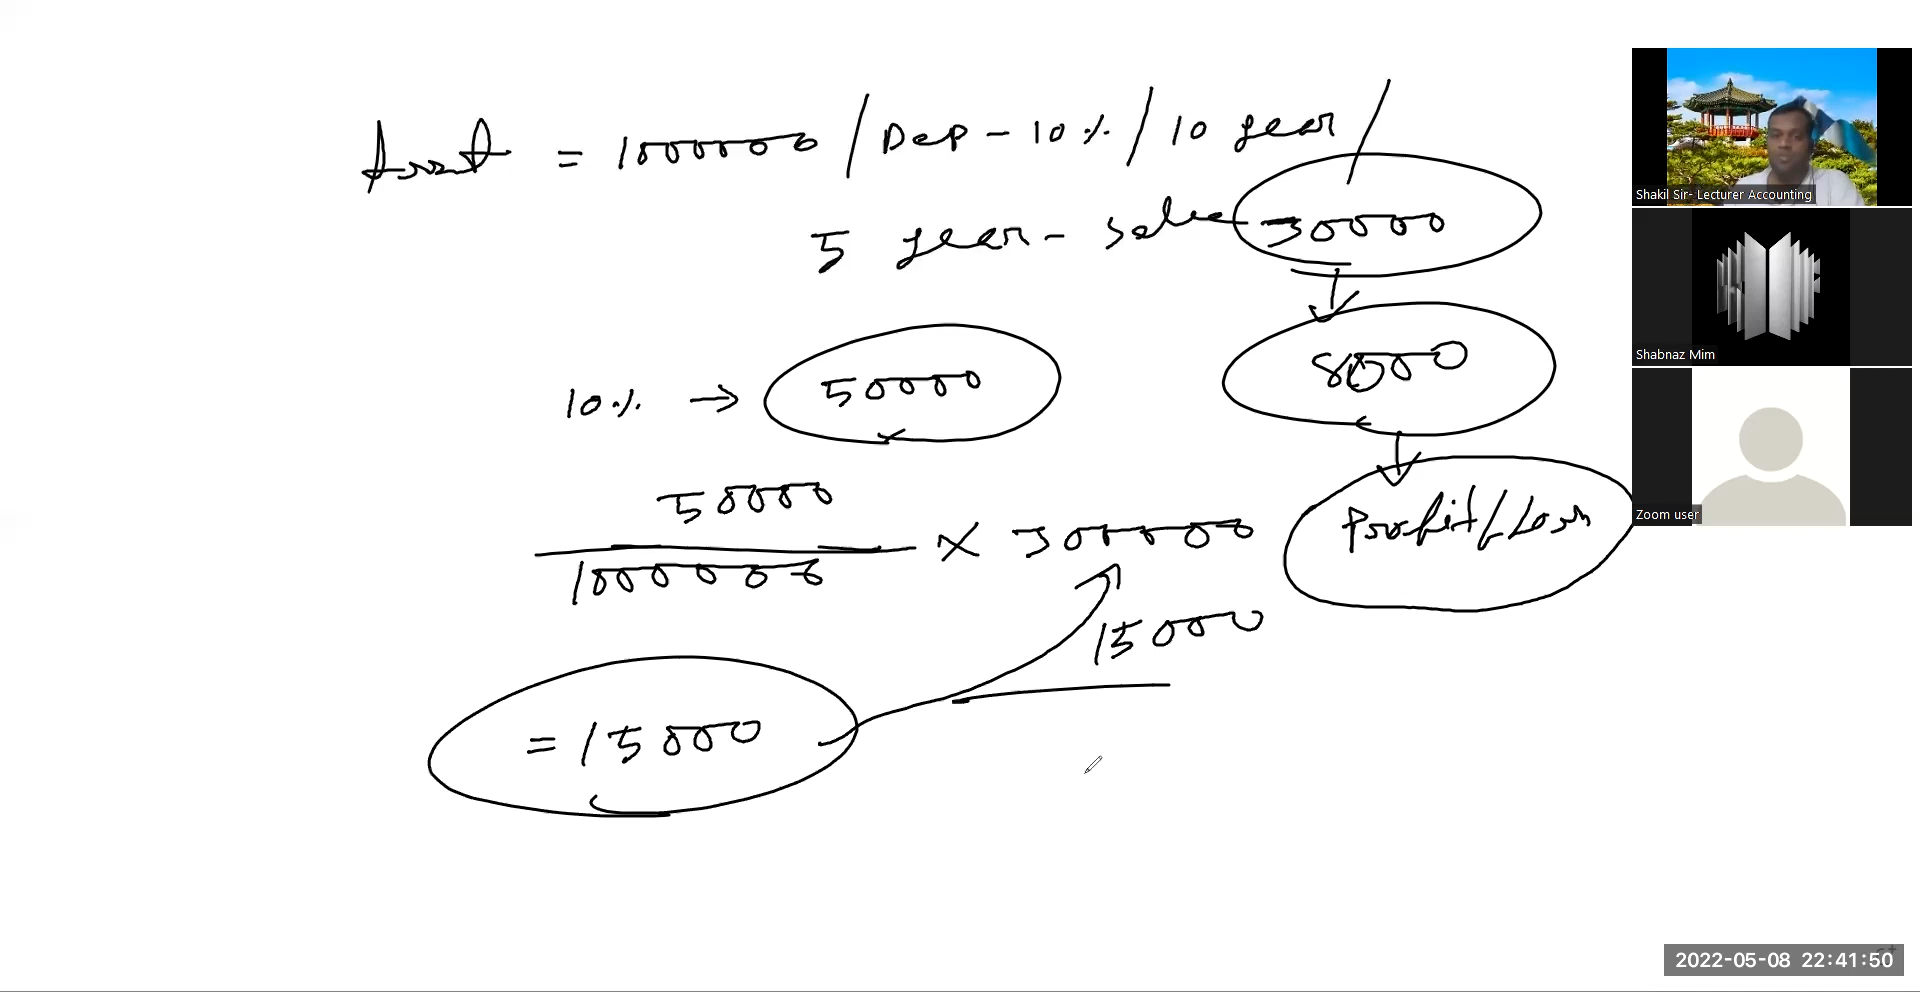 Asset = 1000000 / Dep - 10% / 10 year /
5 year - sales 30000
8000
10% → 50000
50000
1000000 × 300000
Profit/Loss
15000
= 15000
Shakil Sir- Lecturer Accounting
Shabnaz Mim
Zoom user
2022-05-08 22:41:50